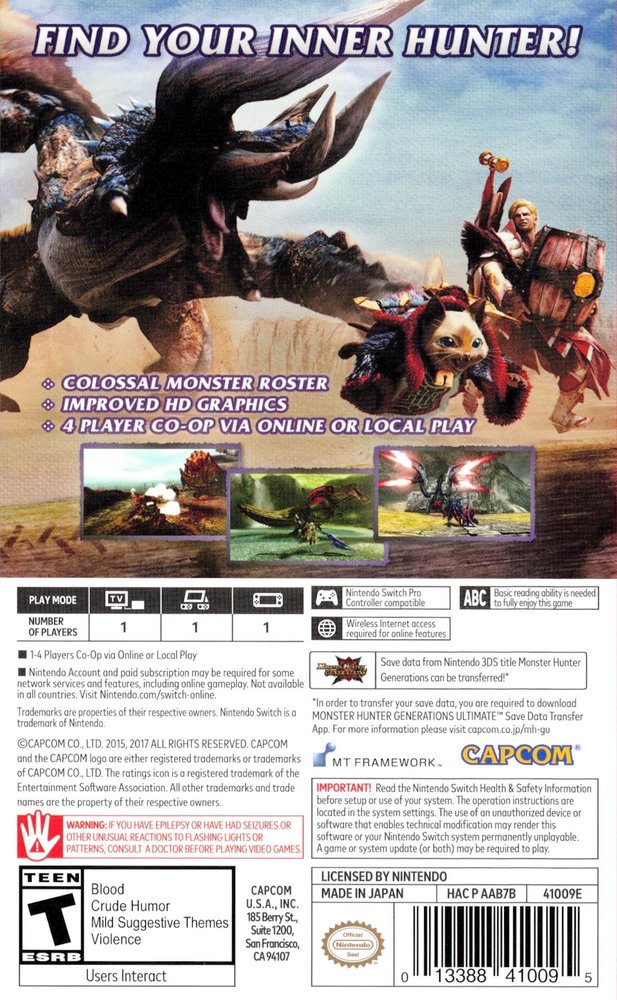 FIND YOUR INNER HUNTER!
COLOSSAL MONSTER ROSTER
IMPROVED HD GRAPHICS
4 PLAYER CO-OP VIA ONLINE OR LOCAL PLAY
PLAY MODE
TV
NUMBER
OF PLAYERS
1
1
1
■ 1-4 Players Co-Op via Online or Local Play
■ Nintendo Account and paid subscription may be required for some
network services and features, including online gameplay. Not available
in all countries. Visit Nintendo.com/switch-online.
Trademarks are properties of their respective owners. Nintendo Switch is a
trademark of Nintendo.
©CAPCOM CO., LTD. 2015, 2017 ALL RIGHTS RESERVED. CAPCOM
and the CAPCOM logo are either registered trademarks or trademarks
of CAPCOM CO., LTD. The ratings icon is a registered trademark of the
Entertainment Software Association. All other trademarks and trade
names are the property of their respective owners.
WARNING: IF YOU HAVE EPILEPSY OR HAVE HAD SEIZURES OR
OTHER UNUSUAL REACTIONS TO FLASHING LIGHTS OR
PATTERNS, CONSULT A DOCTOR BEFORE PLAYING VIDEO GAMES.
TEEN
T
ESRB
Blood
Crude Humor
Mild Suggestive Themes
Violence
Users Interact
CAPCOM
U.S.A., INC.
185 Berry St.,
Suite 1200,
San Francisco,
CA 94107
Nintendo Switch Pro
Controller compatible
ABC
Basic reading ability is needed
to fully enjoy this game
Wireless Internet access
required for online features
Save data from Nintendo 3DS title Monster Hunter
Generations can be transferred!*
*In order to transfer your save data, you are required to download
MONSTER HUNTER GENERATIONS ULTIMATE™ Save Data Transfer
App. For more information please visit capcom.co.jp/mh-gu
MT FRAMEWORK™
CAPCOM®
IMPORTANT! Read the Nintendo Switch Health & Safety Information
before setup or use of your system. The operation instructions are
located in the system settings. The use of an unauthorized device or
software that enables technical modification may render this
software or your Nintendo Switch system permanently unplayable.
A game or system update (or both) may be required to play.
LICENSED BY NINTENDO
MADE IN JAPAN
HAC P AAB7B
41009E
Official
Nintendo
Seal
0 13388 41009 5